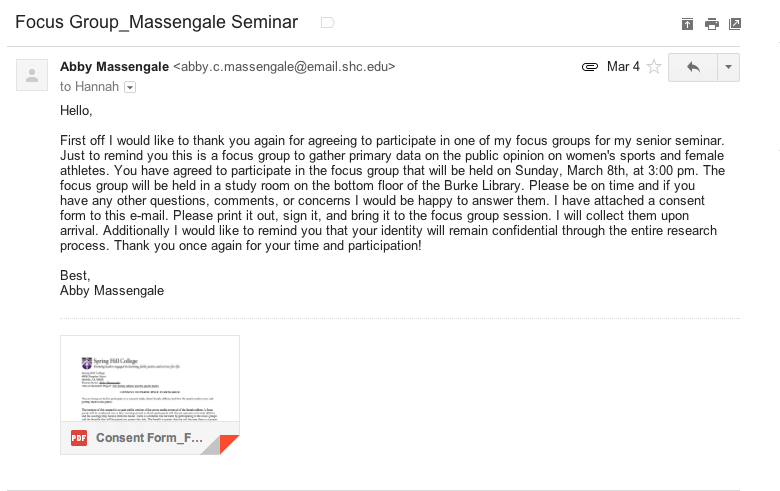 Focus Group_Massengale Seminar
Abby Massengale <abby.c.massengale@email.shc.edu>
Mar 4
to Hannah
Hello,
First off I would like to thank you again for agreeing to participate in one of my focus groups for my senior seminar.
Just to remind you this is a focus group to gather primary data on the public opinion on women's sports and female
athletes. You have agreed to participate in the focus group that will be held on Sunday, March 8th, at 3:00 pm. The
focus group will be held in a study room on the bottom floor of the Burke Library. Please be on time and if you
have any other questions, comments, or concerns I would be happy to answer them. I have attached a consent
form to this e-mail. Please print it out, sign it, and bring it to the focus group session. I will collect them upon
arrival. Additionally I would like to remind you that your identity will remain confidential through the entire research
process. Thank you once again for your time and participation!
Best,
Abby Massengale
Spring Hill College
PDF Consent Form_F...